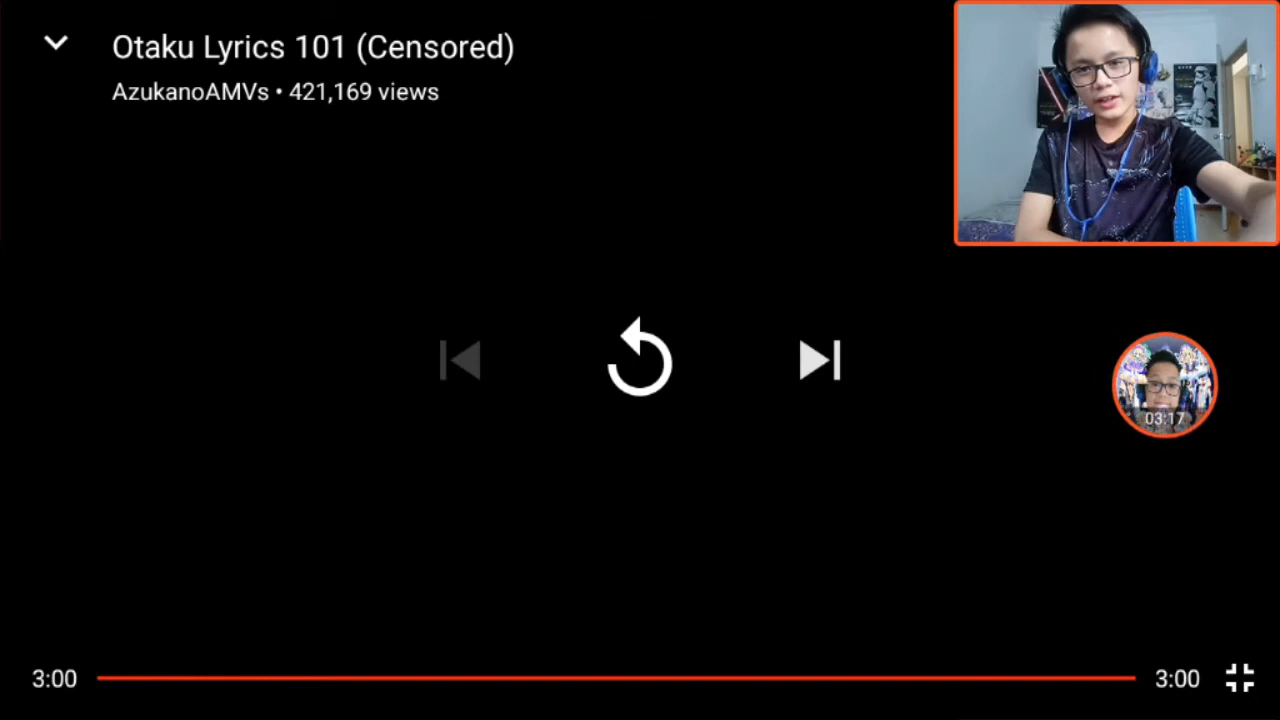 Otaku Lyrics 101 (Censored)
AzukanoAMVs • 421,169 views
03:17
3:00
3:00